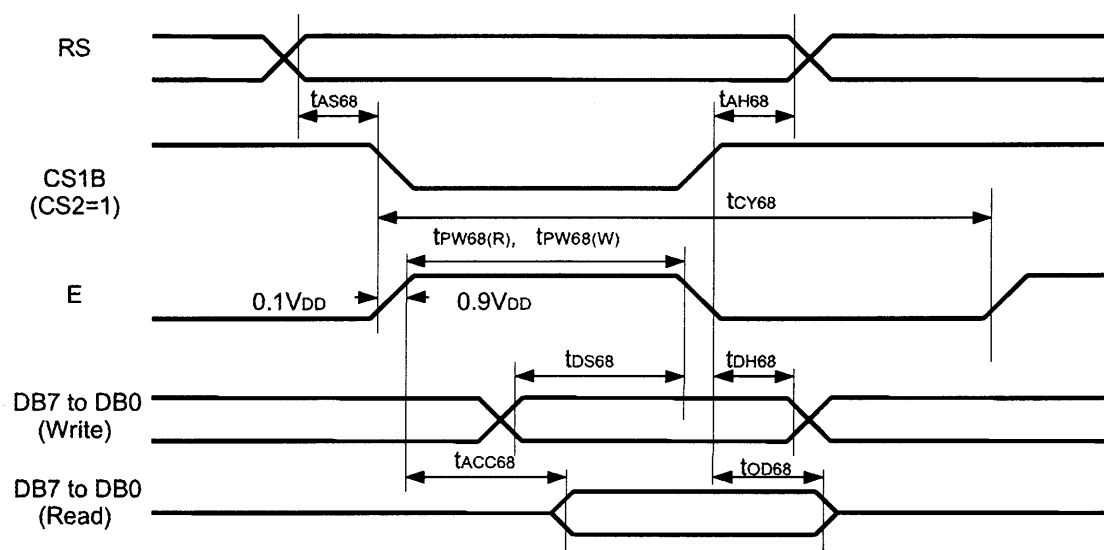 RS
tAS68
tAH68
CS1B
(CS2=1)
tCY68
tPW68(R), tPW68(W)
E
0.1VDD
0.9VDD
tDS68
tDH68
DB7 to DB0
(Write)
tACC68
tOD68
DB7 to DB0
(Read)